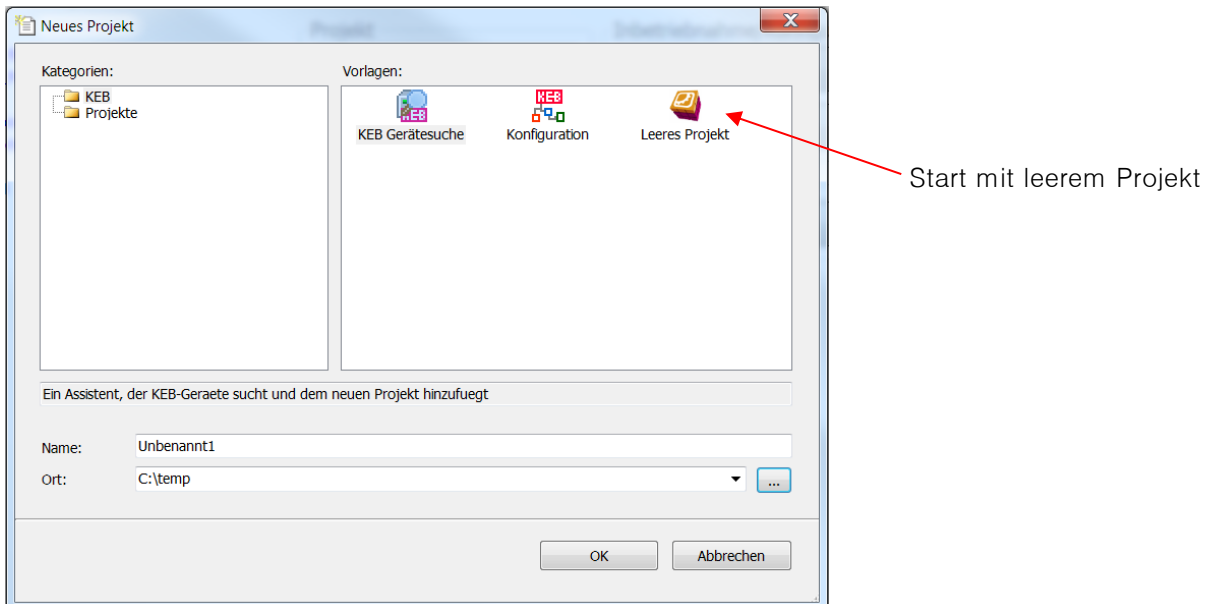 Neues Projekt
Kategorien:
Vorlagen:
KEB
Projekte
KEB
KEB
KEB Gerätesuche
Konfiguration
Leeres Projekt
Start mit leerem Projekt
Ein Assistent, der KEB-Geraete sucht und dem neuen Projekt hinzufuegt
Name:
Unbenannt1
Ort:
C:\temp
...
OK
Abbrechen